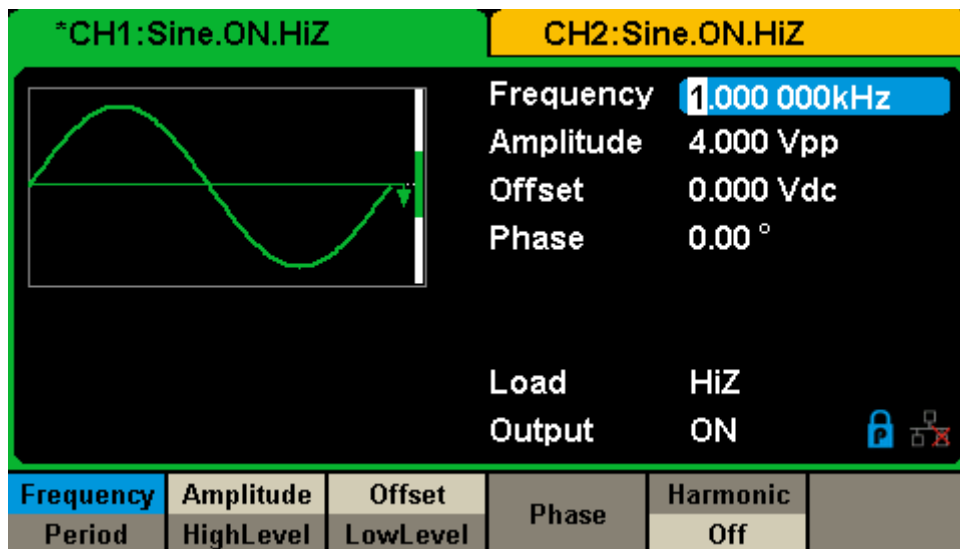 *CH1:Sine.ON.HiZ
CH2:Sine.ON.HiZ
Frequency 1.000 000kHz
Amplitude 4.000 Vpp
Offset 0.000 Vdc
Phase 0.00 °
Load HiZ
Output ON
P
Frequency Amplitude Offset Phase Harmonic
Period HighLevel LowLevel Off